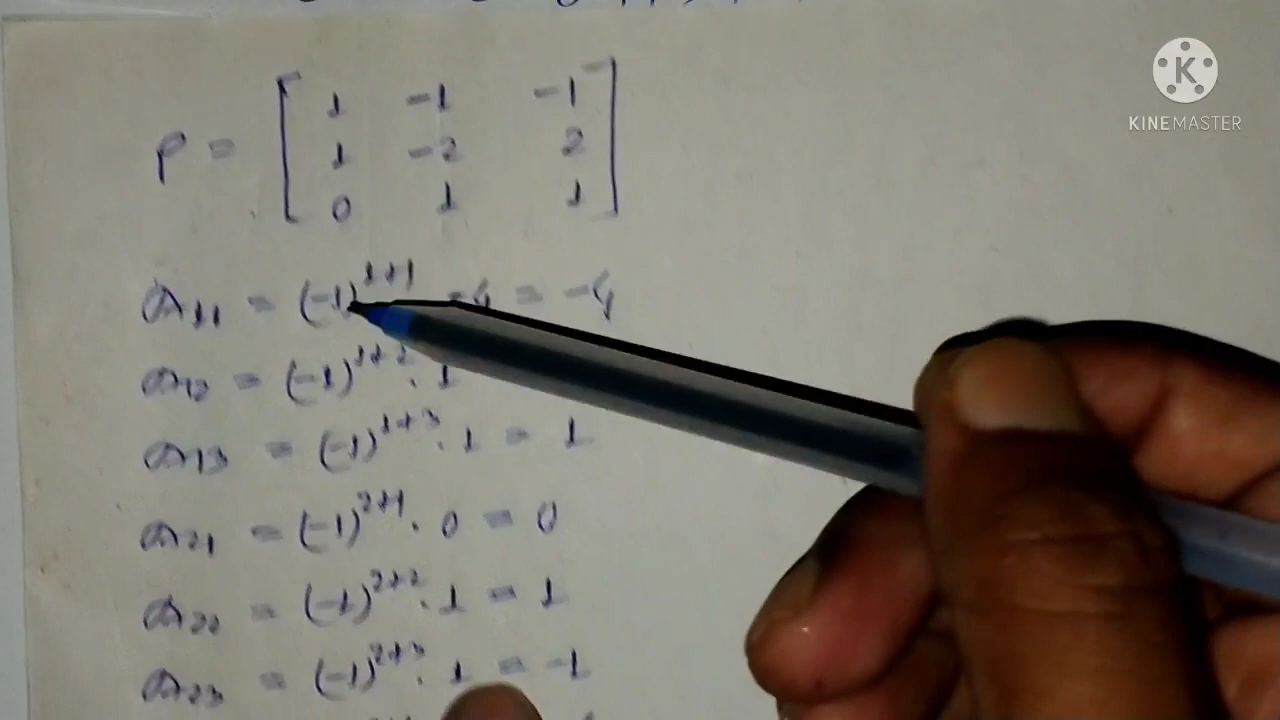 P = [ 1 -1 -1
1 -2 2
0 1 1 ]
KINEMASTER
a11 = (-1)^1+1 -4 = -4
a12 = (-1)^1+2 . 1
a13 = (-1)^1+3 . 1 = 1
a21 = (-1)^2+1 . 0 = 0
a22 = (-1)^2+2 . 1 = 1
a23 = (-1)^2+3 . 1 = -1